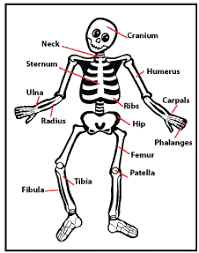 Cranium
Neck
Sternum
Humerus
Ulna
Carpals
Ribs
Radius
Hip
Phalanges
Femur
Patella
Tibia
Fibula